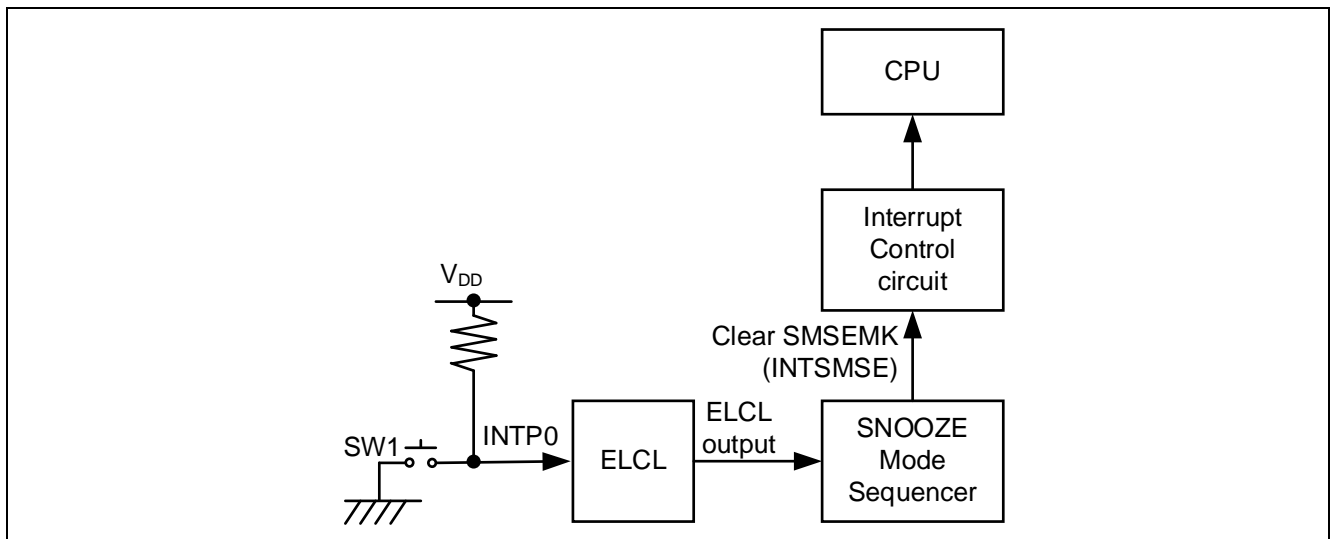 CPU
Interrupt
Control
circuit
VDD
Clear SMSEMK
(INTSMSE)
SW1
INTP0
ELCL
ELCL
output
SNOOZE
Mode
Sequencer